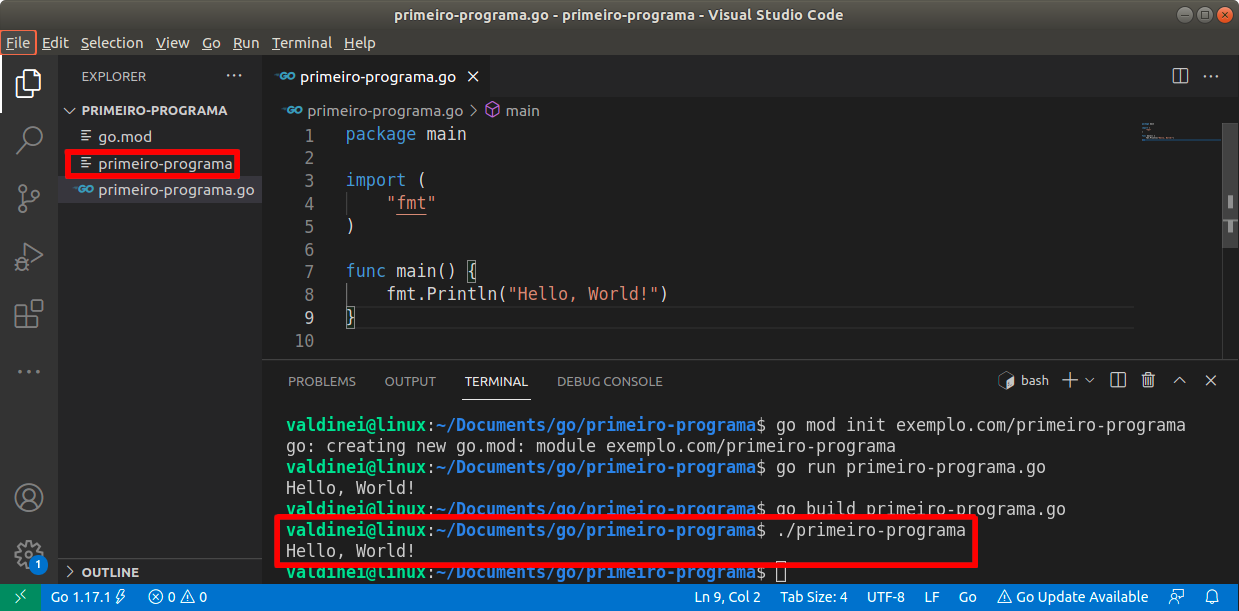 primeiro-programa.go - primeiro-programa - Visual Studio Code
File Edit Selection View Go Run Terminal Help
EXPLORER
PRIMEIRO-PROGRAMA
go.mod
primeiro-programa
GO primeiro-programa.go
OUTLINE
GO primeiro-programa.go
GO primeiro-programa.go > main
1 package main
2
3 import (
4 "fmt"
5 )
6
7 func main() {
8 fmt.Println("Hello, World!")
9 }
10
PROBLEMS OUTPUT TERMINAL DEBUG CONSOLE bash
valdinei@linux:~/Documents/go/primeiro-programa$ go mod init exemplo.com/primeiro-programa
go: creating new go.mod: module exemplo.com/primeiro-programa
valdinei@linux:~/Documents/go/primeiro-programa$ go run primeiro-programa.go
Hello, World!
valdinei@linux:~/Documents/go/primeiro-programa$ go build primeiro-programa.go
valdinei@linux:~/Documents/go/primeiro-programa$ ./primeiro-programa
Hello, World!
valdinei@linux:~/Documents/go/primeiro-programa$
1
Go 1.17.1 0 0 Ln 9, Col 2 Tab Size: 4 UTF-8 LF Go Go Update Available